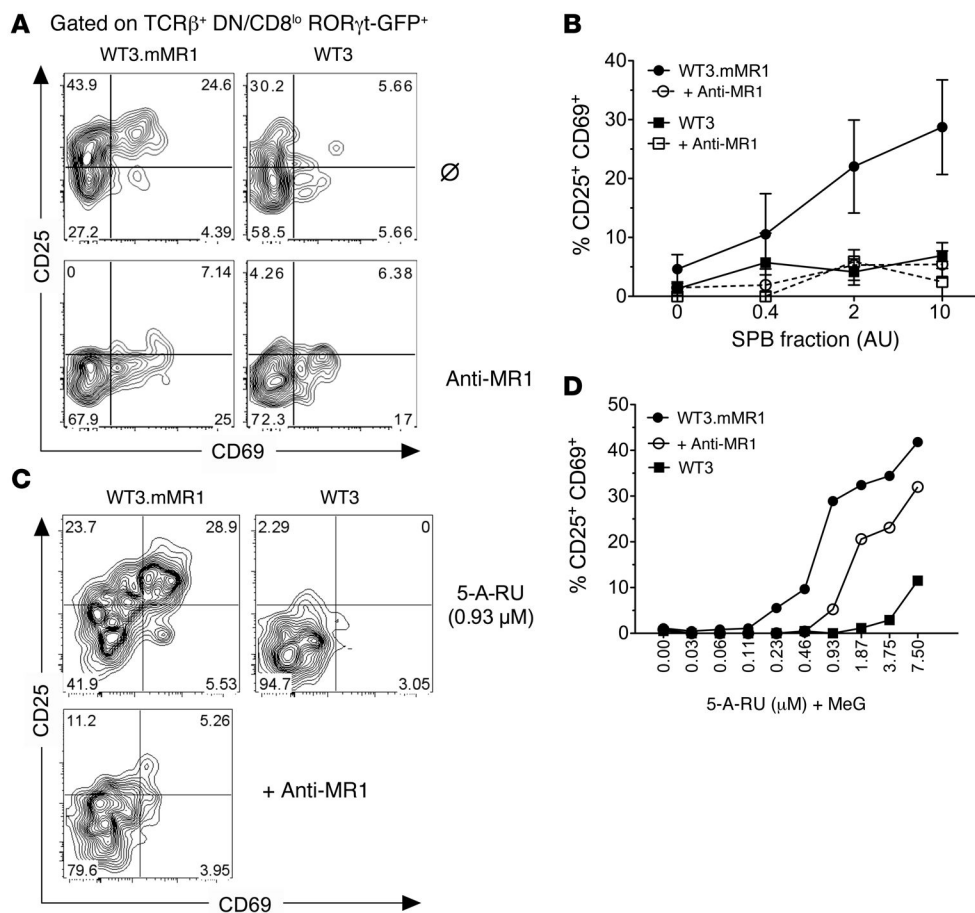 A
Gated on TCRβ⁺ DN/CD8ˡᵒ RORγt-GFP⁺
WT3.mMR1
WT3
43.9
24.6
27.2
4.39
30.2
5.66
58.5
5.66
Ø
0
7.14
67.9
25
4.26
6.38
72.3
17
Anti-MR1
CD25
CD69
B
40
30
20
10
0
% CD25⁺ CD69⁺
WT3.mMR1
+ Anti-MR1
WT3
+ Anti-MR1
0
0.4
2
10
SPB fraction (AU)
C
WT3.mMR1
WT3
23.7
28.9
41.9
5.53
2.29
0
94.7
3.05
5-A-RU
(0.93 μM)
11.2
5.26
79.6
3.95
+ Anti-MR1
CD25
CD69
D
50
40
30
20
10
0
% CD25⁺ CD69⁺
WT3.mMR1
+ Anti-MR1
WT3
0.00
0.03
0.06
0.11
0.23
0.46
0.93
1.87
3.75
7.50
5-A-RU (μM) + MeG